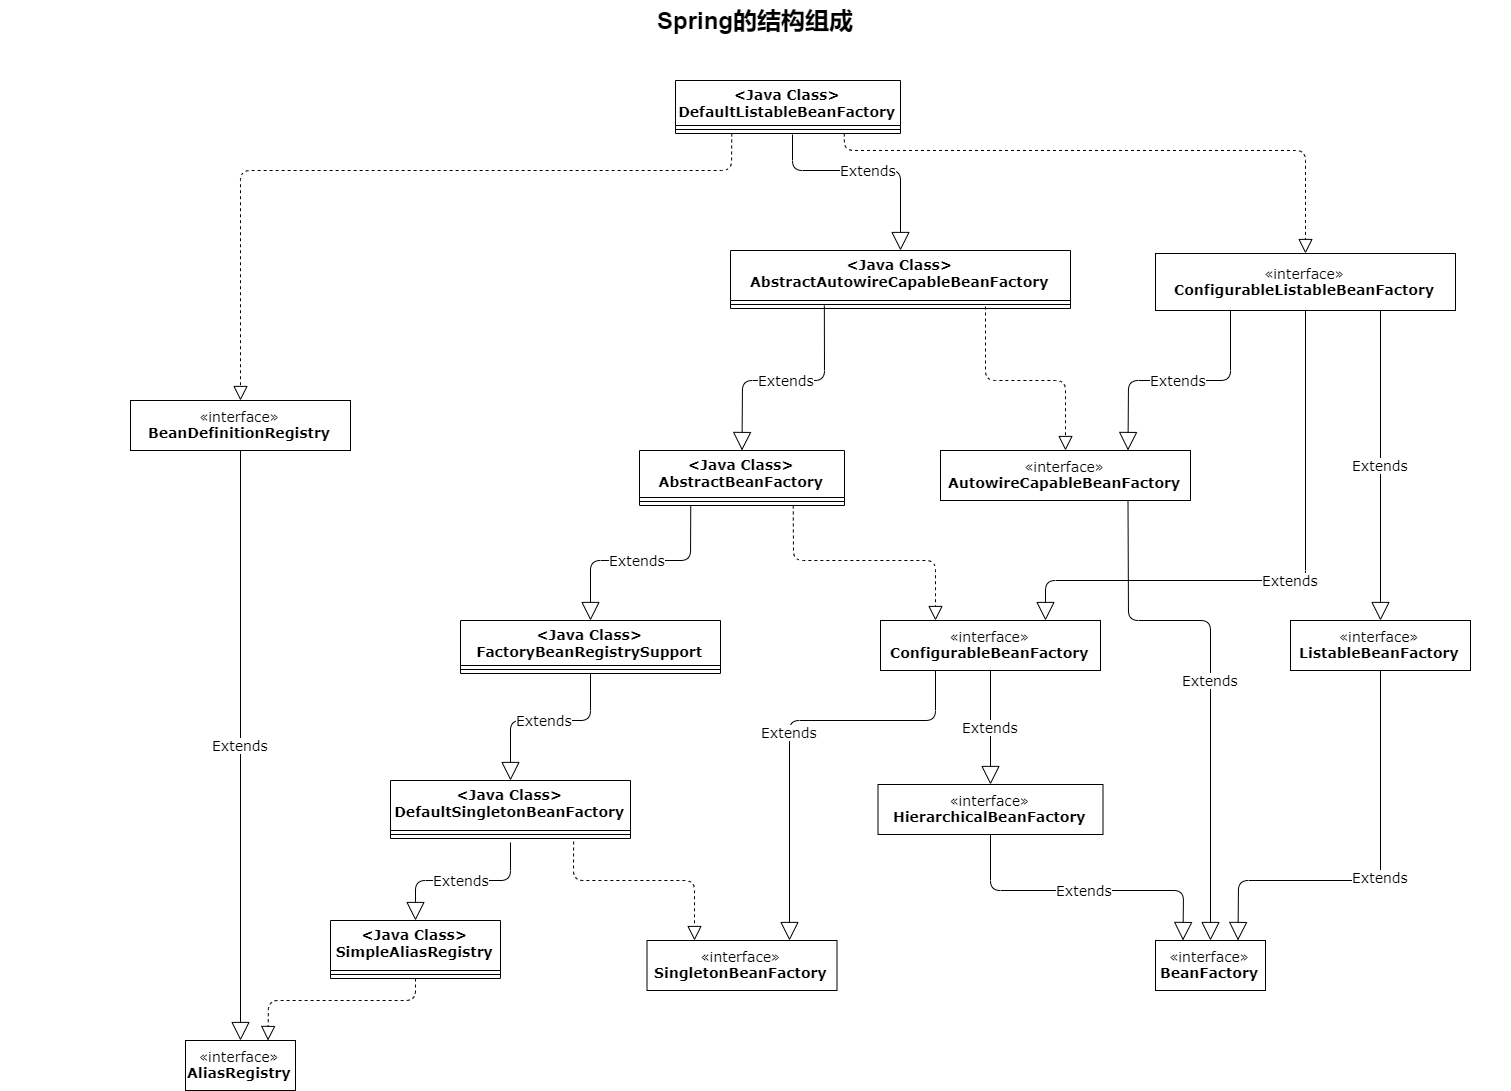 Spring的结构组成
<Java Class>
DefaultListableBeanFactory
Extends
<Java Class>
AbstractAutowireCapableBeanFactory
«interface»
ConfigurableListableBeanFactory
Extends
Extends
«interface»
BeanDefinitionRegistry
<Java Class>
AbstractBeanFactory
«interface»
AutowireCapableBeanFactory
Extends
Extends
Extends
<Java Class>
FactoryBeanRegistrySupport
«interface»
ConfigurableBeanFactory
«interface»
ListableBeanFactory
Extends
Extends
Extends
Extends
Extends
Extends
<Java Class>
DefaultSingletonBeanFactory
«interface»
HierarchicalBeanFactory
Extends
Extends
Extends
<Java Class>
SimpleAliasRegistry
«interface»
SingletonBeanFactory
«interface»
BeanFactory
«interface»
AliasRegistry